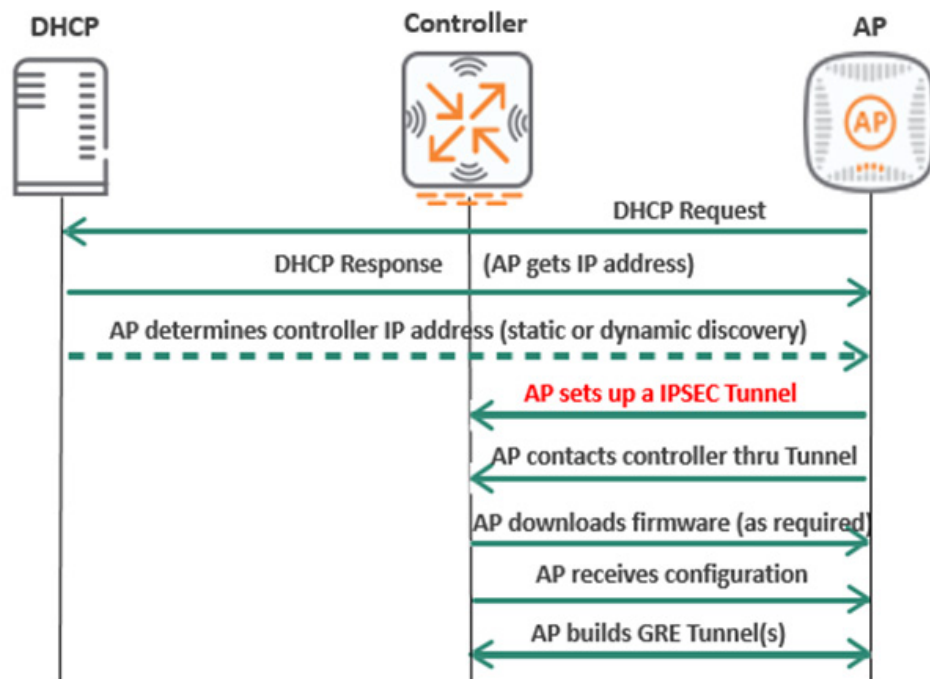 DHCP
Controller
AP
AP
DHCP Request
DHCP Response (AP gets IP address)
AP determines controller IP address (static or dynamic discovery)
AP sets up a IPSEC Tunnel
AP contacts controller thru Tunnel
AP downloads firmware (as required)
AP receives configuration
AP builds GRE Tunnel(s)